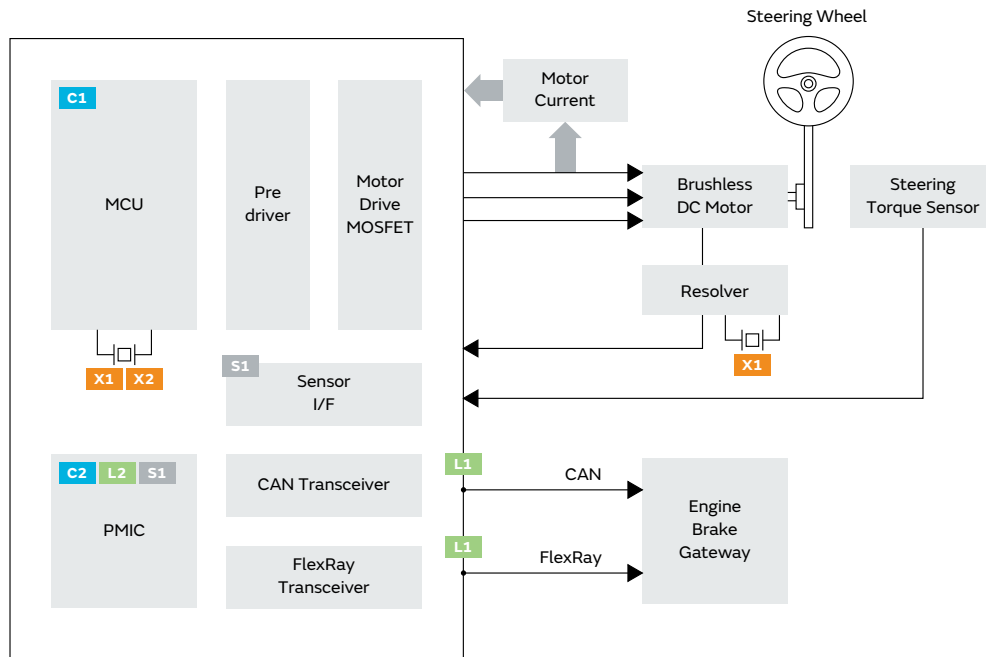 Steering Wheel
C1
MCU
Pre
driver
Motor
Drive
MOSFET
Motor
Current
Brushless
DC Motor
Steering
Torque Sensor
Resolver
X1
X1 X2
S1
Sensor
I/F
C2 L2 S1
PMIC
CAN Transceiver
L1
CAN
FlexRay
Transceiver
L1
FlexRay
Engine
Brake
Gateway